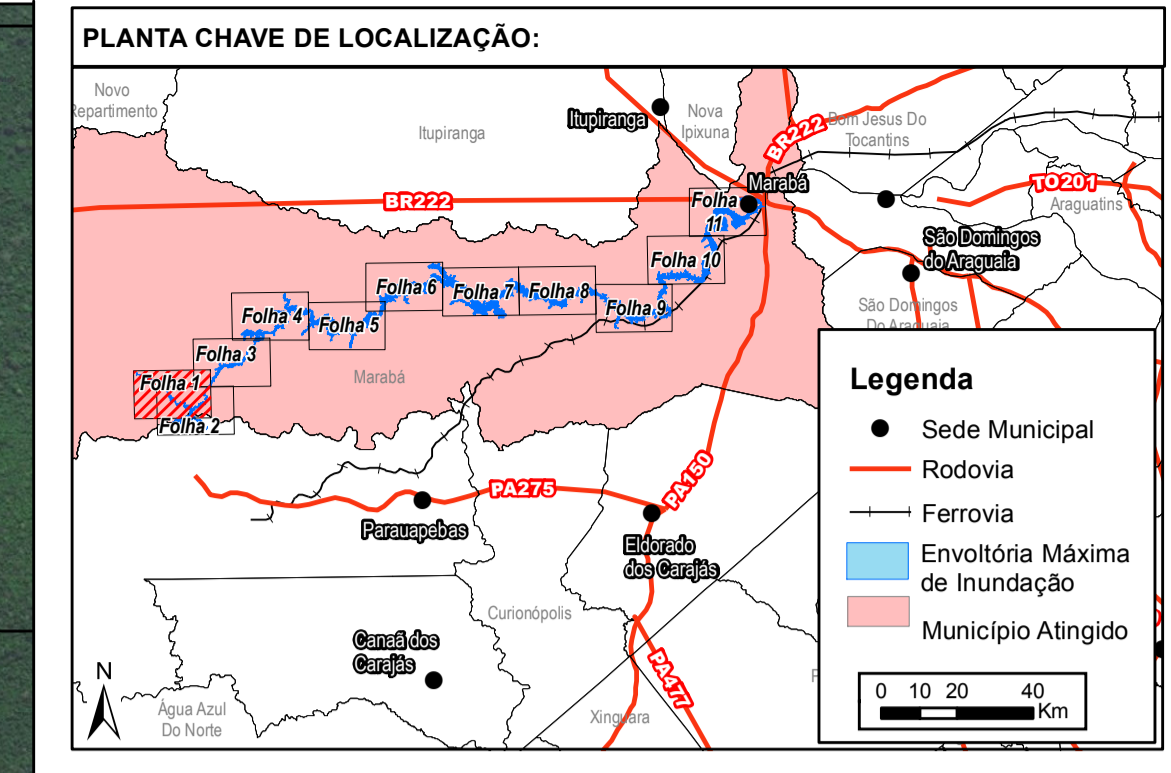 PLANTA CHAVE DE LOCALIZAÇÃO:
Novo
Repartimento
Itupiranga
Itupiranga
Nova
Ipixuna
BR222
Bom Jesus Do
Tocantins
BR222
Marabá
TO201
Araguatins
São Domingos
do Araguaia
São Domingos
Do Araguaia
Folha
11
Folha 10
Folha 9
Folha 8
Folha 7
Folha 6
Folha 5
Folha 4
Folha 3
Folha 1
Folha 2
Marabá
PA275
PA150
Parauapebas
Eldorado
dos Carajás
Curionópolis
Canaã dos
Carajás
PA477
Água Azul
Do Norte
Xinguara
N
Legenda
Sede Municipal
Rodovia
Ferrovia
Envoltória Máxima
de Inundação
Município Atingido
0 10 20 40
Km